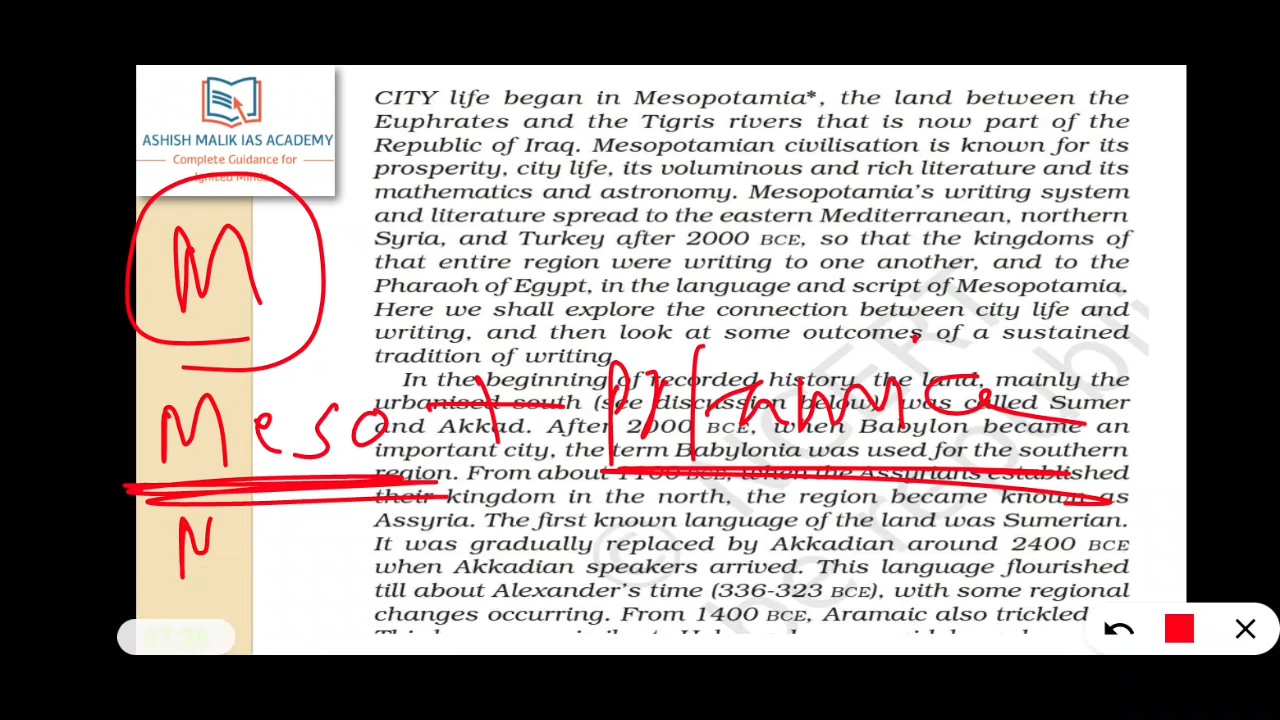 ASHISH MALIK IAS ACADEMY
Complete Guidance for
CITY life began in Mesopotamia*, the land between the
Euphrates and the Tigris rivers that is now part of the
Republic of Iraq. Mesopotamian civilisation is known for its
prosperity, city life, its voluminous and rich literature and its
mathematics and astronomy. Mesopotamia's writing system
and literature spread to the eastern Mediterranean, northern
Syria, and Turkey after 2000 BCE, so that the kingdoms of
that entire region were writing to one another, and to the
Pharaoh of Egypt, in the language and script of Mesopotamia.
Here we shall explore the connection between city life and
writing, and then look at some outcomes of a sustained
tradition of writing.
In the beginning of recorded history, the land, mainly the
urbanised south (see discussion below), was called Sumer
and Akkad. After 2000 BCE, when Babylon became an
important city, the term Babylonia was used for the southern
region. From about 1100 BCE, when the Assyrians established
their kingdom in the north, the region became known as
Assyria. The first known language of the land was Sumerian.
It was gradually replaced by Akkadian around 2400 BCE
when Akkadian speakers arrived. This language flourished
till about Alexander's time (336-323 BCE), with some regional
changes occurring. From 1400 BCE, Aramaic also trickled
M
Meso +
N
© NCERT